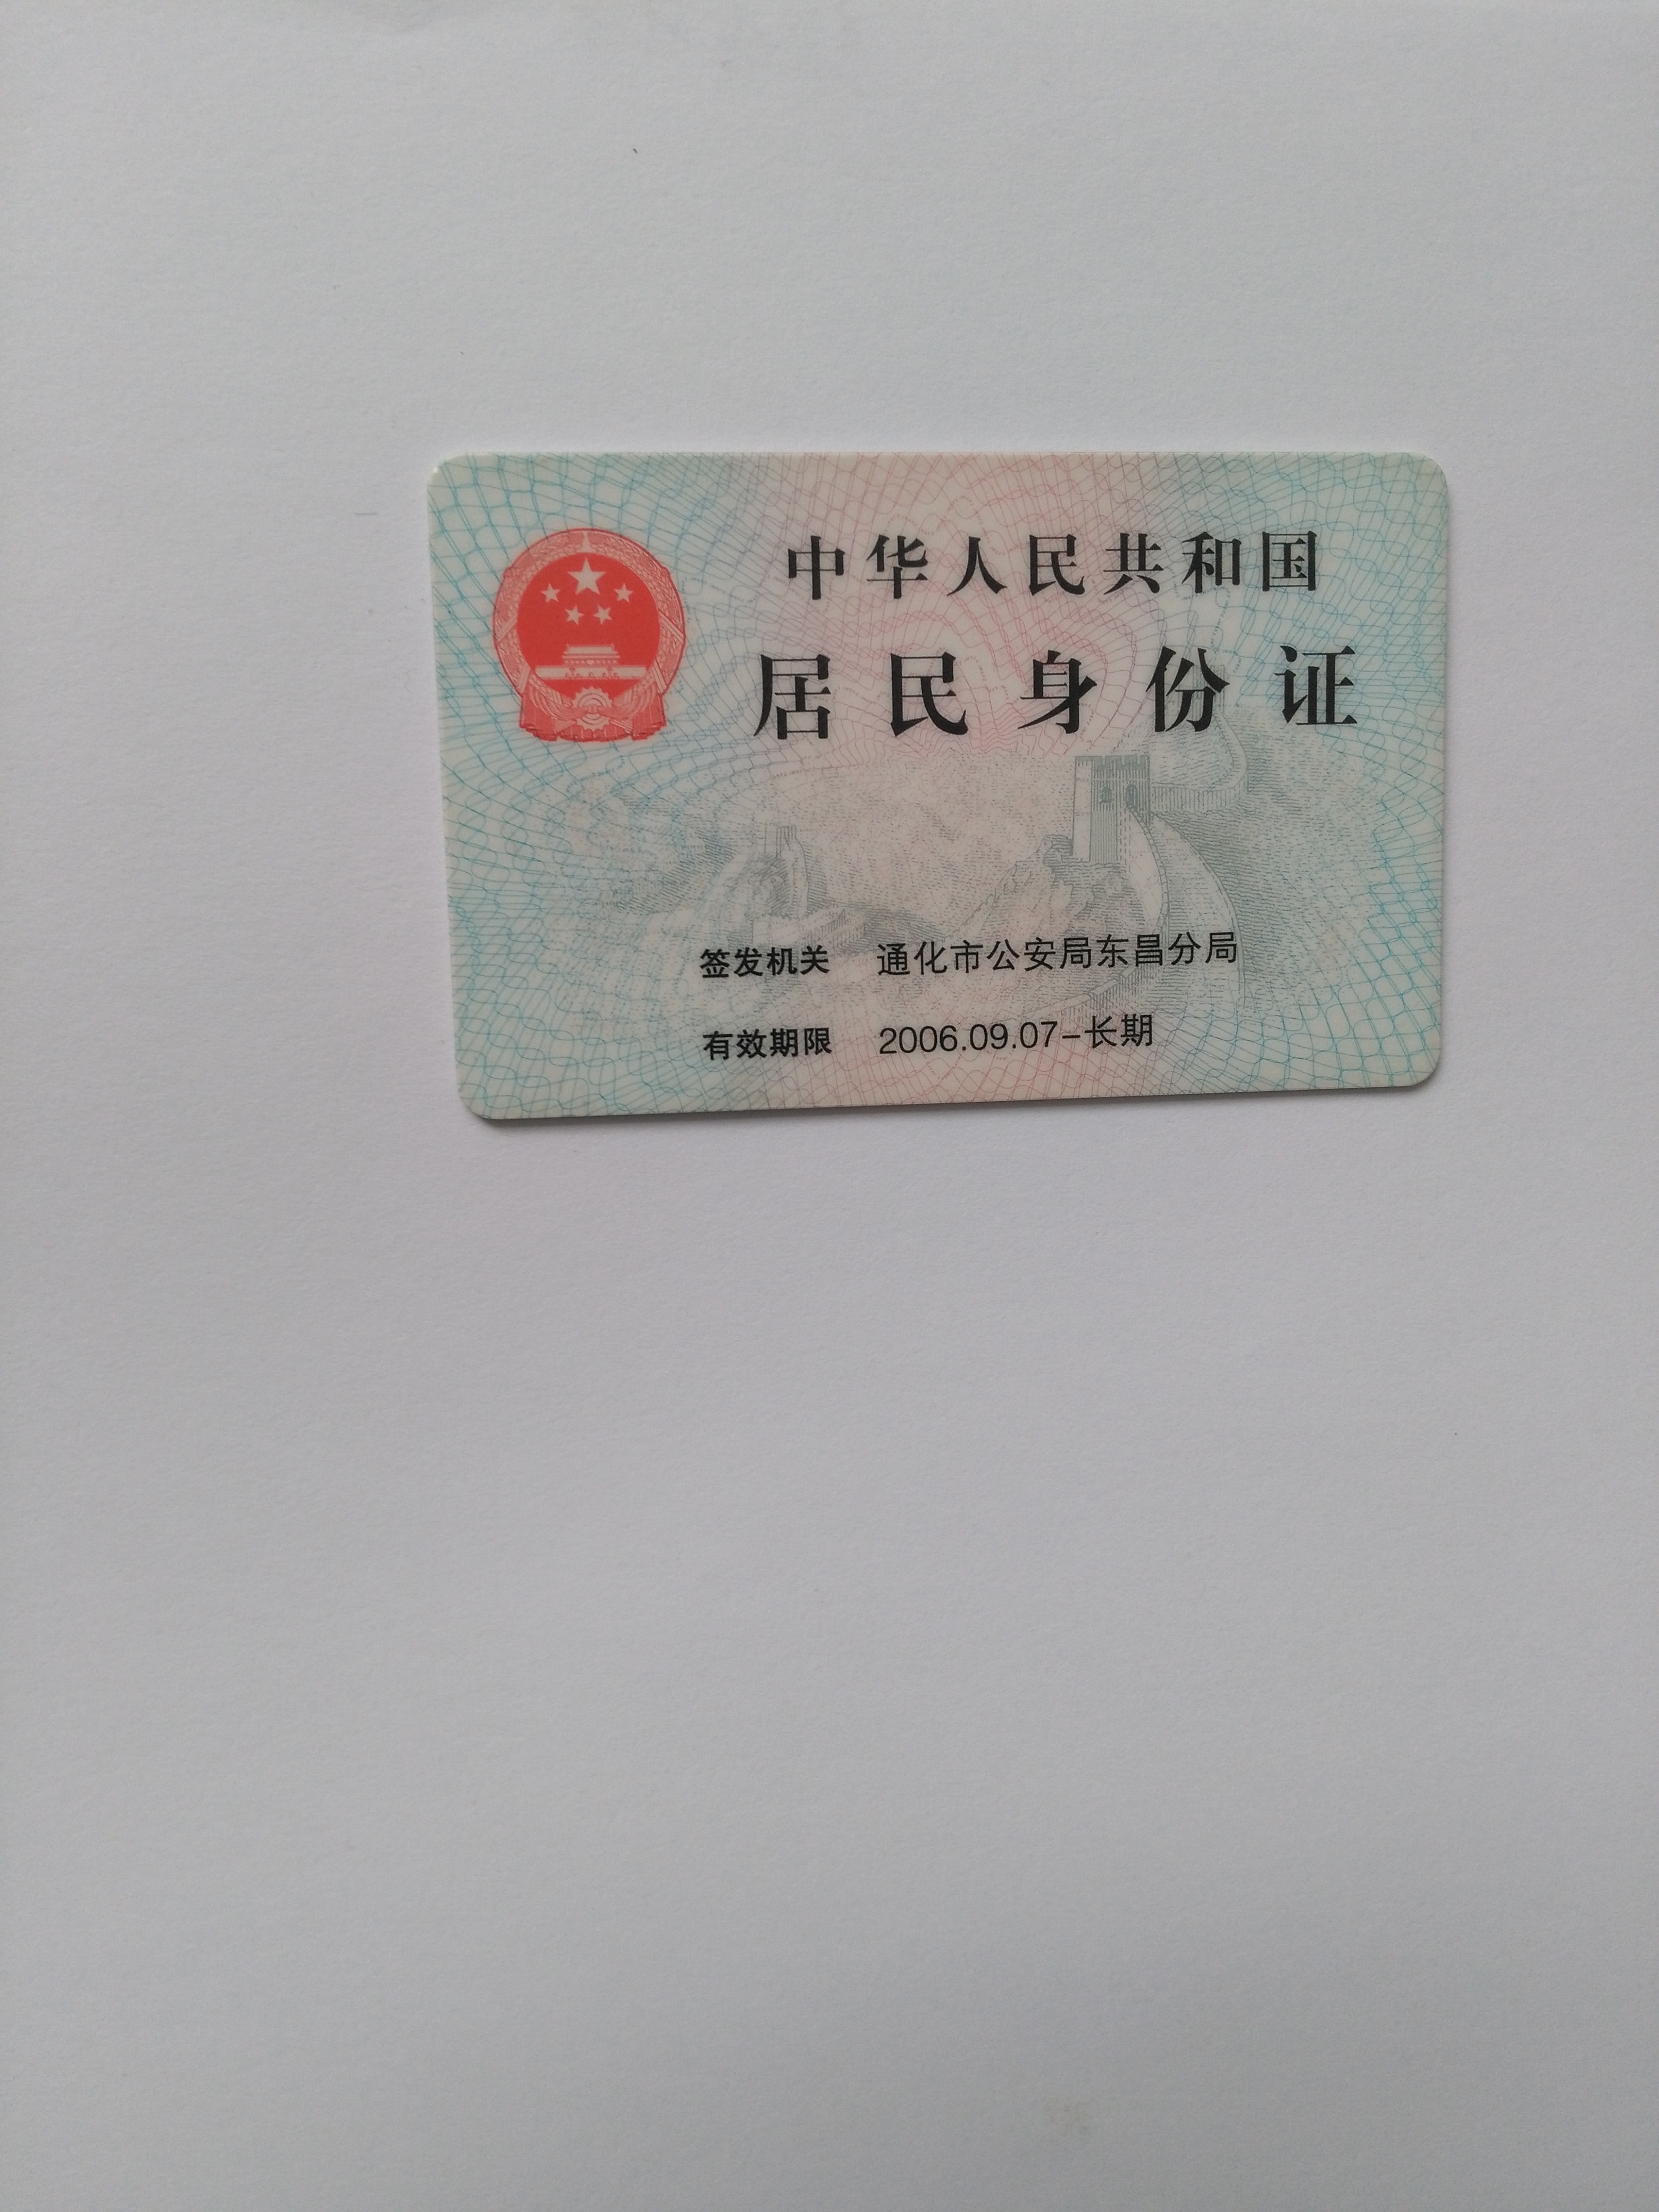 中华人民共和国
居民身份证
签发机关 通化市公安局东昌分局
有效期限 2006.09.07-长期